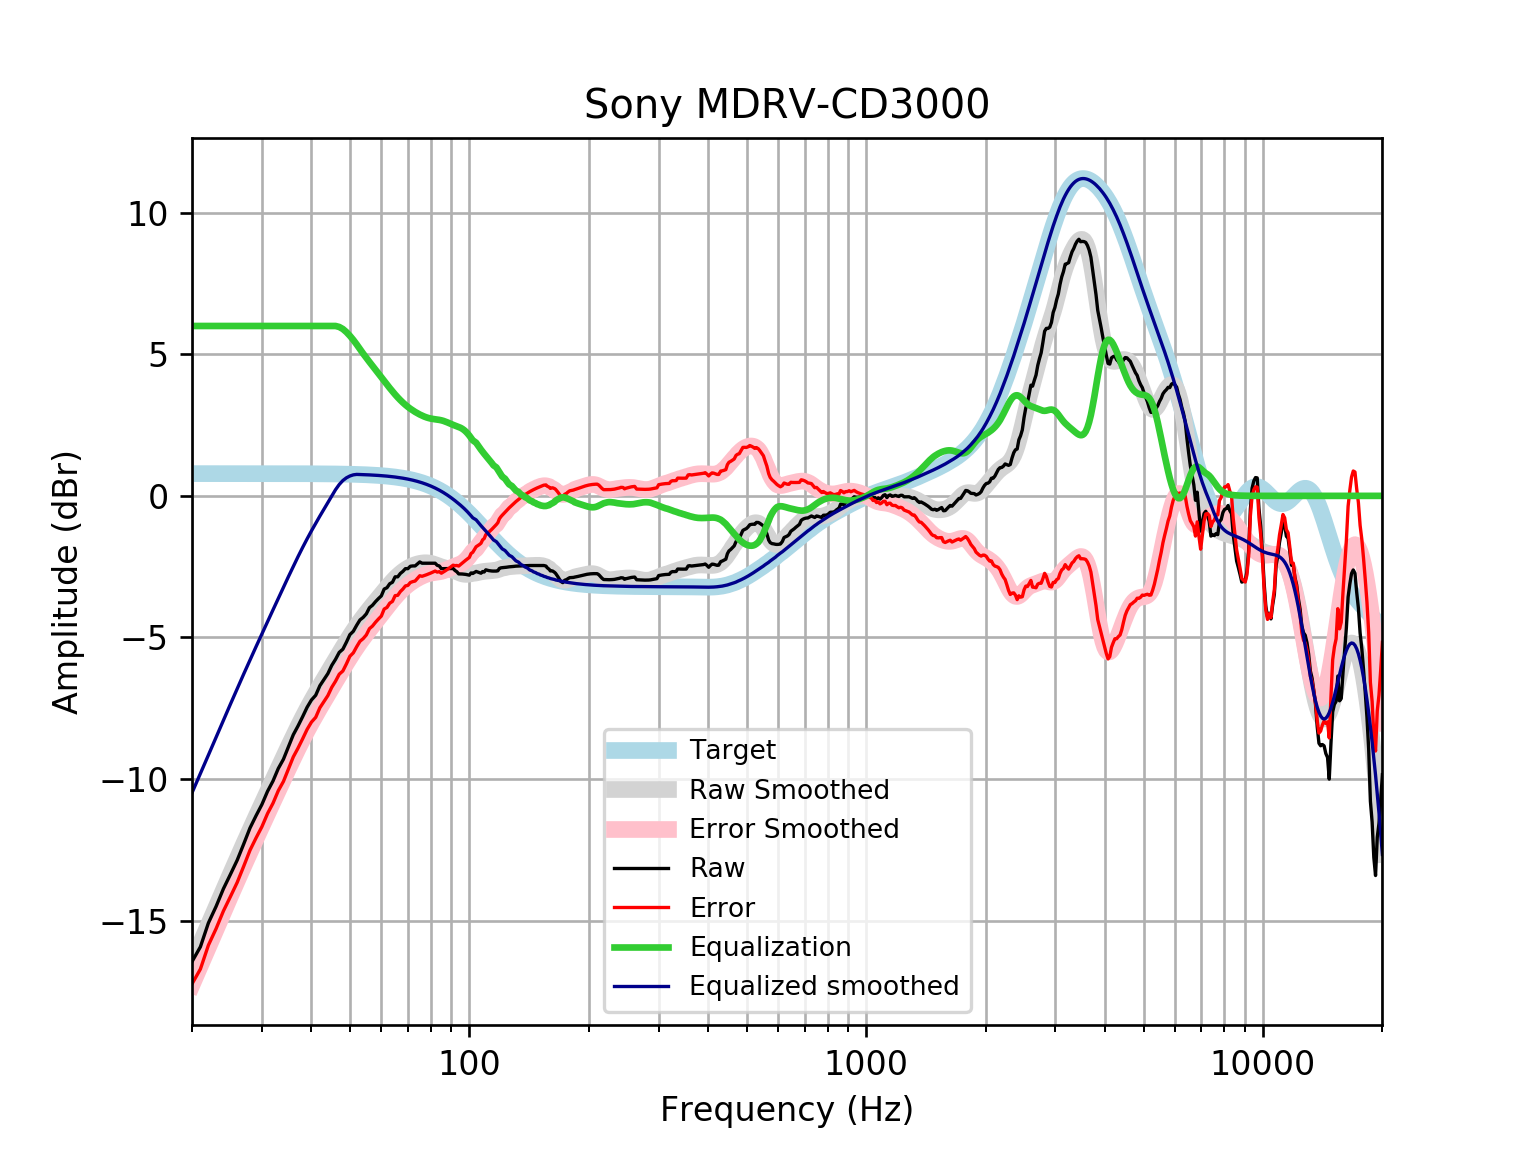 Sony MDRV-CD3000
10
5
0
−5
−10
−15
Amplitude (dBr)
Target
Raw Smoothed
Error Smoothed
Raw
Error
Equalization
Equalized smoothed
100
1000
10000
Frequency (Hz)